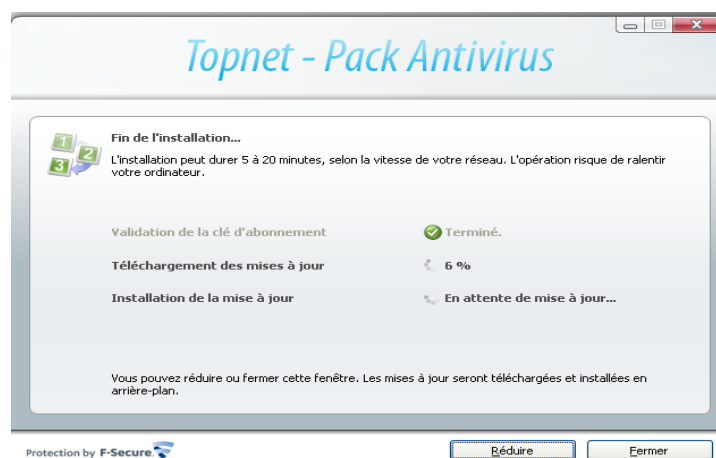 Topnet - Pack Antivirus
1
2
3
Fin de l'installation...
L'installation peut durer 5 à 20 minutes, selon la vitesse de votre réseau. L'opération risque de ralentir
votre ordinateur.
Validation de la clé d'abonnement Terminé.
Téléchargement des mises à jour 6 %
Installation de la mise à jour En attente de mise à jour...
Vous pouvez réduire ou fermer cette fenêtre. Les mises à jour seront téléchargées et installées en
arrière-plan.
Protection by F-Secure. Réduire Fermer